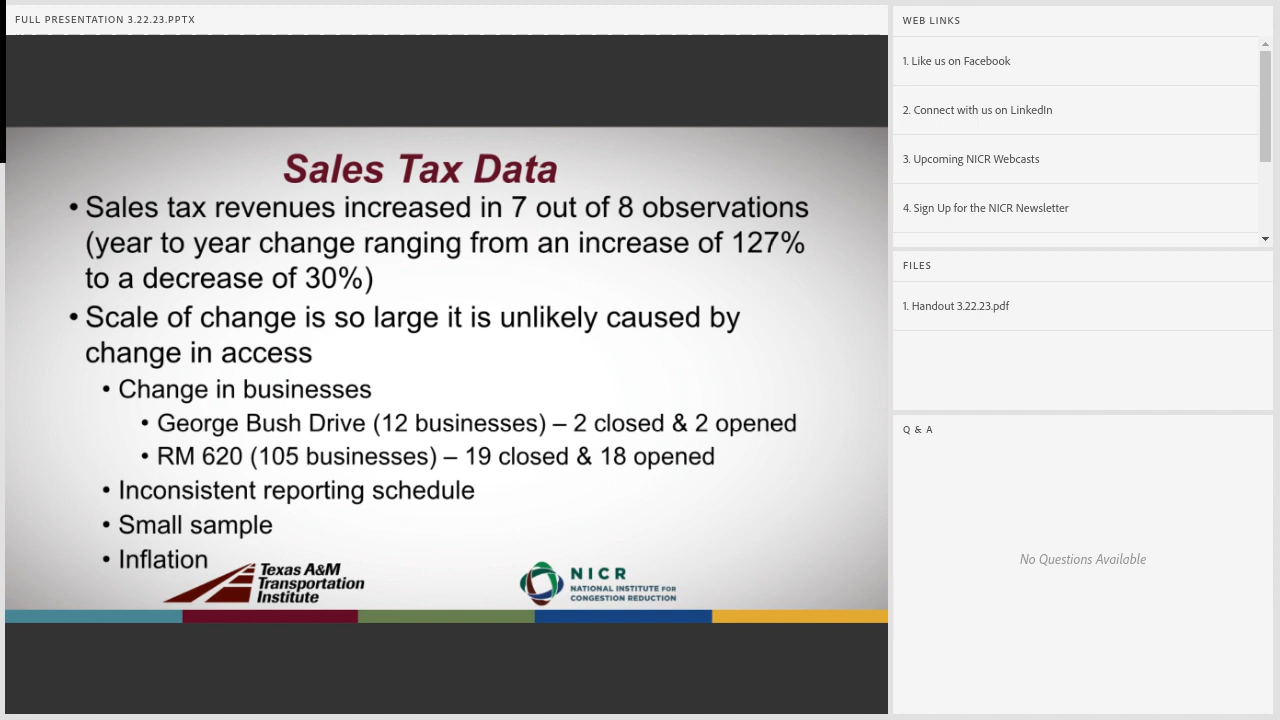 FULL PRESENTATION 3.22.23.PPTX
Sales Tax Data
• Sales tax revenues increased in 7 out of 8 observations
(year to year change ranging from an increase of 127%
to a decrease of 30%)
• Scale of change is so large it is unlikely caused by
change in access
• Change in businesses
• George Bush Drive (12 businesses) – 2 closed & 2 opened
• RM 620 (105 businesses) – 19 closed & 18 opened
• Inconsistent reporting schedule
• Small sample
• Inflation
Texas A&M
Transportation
Institute
NICR
NATIONAL INSTITUTE FOR
CONGESTION REDUCTION
WEB LINKS
1. Like us on Facebook
2. Connect with us on LinkedIn
3. Upcoming NICR Webcasts
4. Sign Up for the NICR Newsletter
FILES
1. Handout 3.22.23.pdf
Q & A
No Questions Available